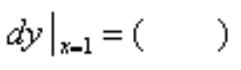 dy|ₓ₌₁ = (      )